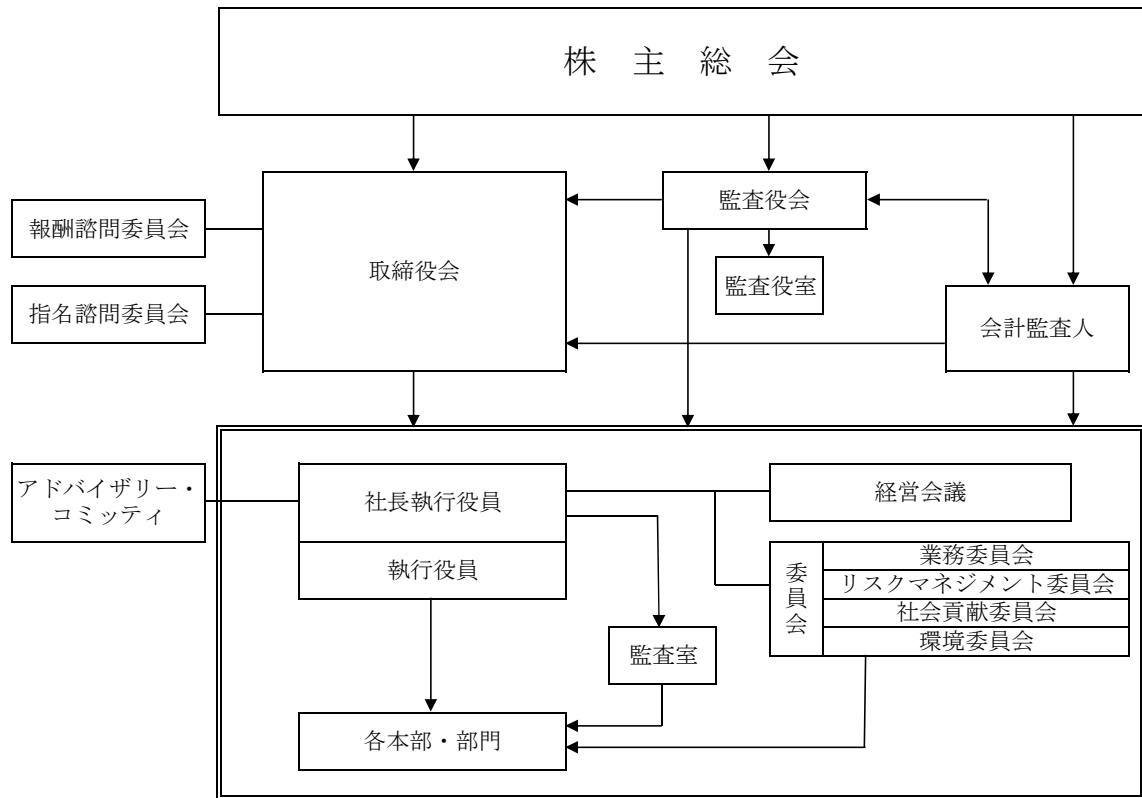 株主総会
報酬諮問委員会
指名諮問委員会
取締役会
監査役会
監査役室
会計監査人
アドバイザリー・
コミッティ
社長執行役員
執行役員
経営会議
委員会
業務委員会
リスクマネジメント委員会
社会貢献委員会
環境委員会
監査室
各本部・部門